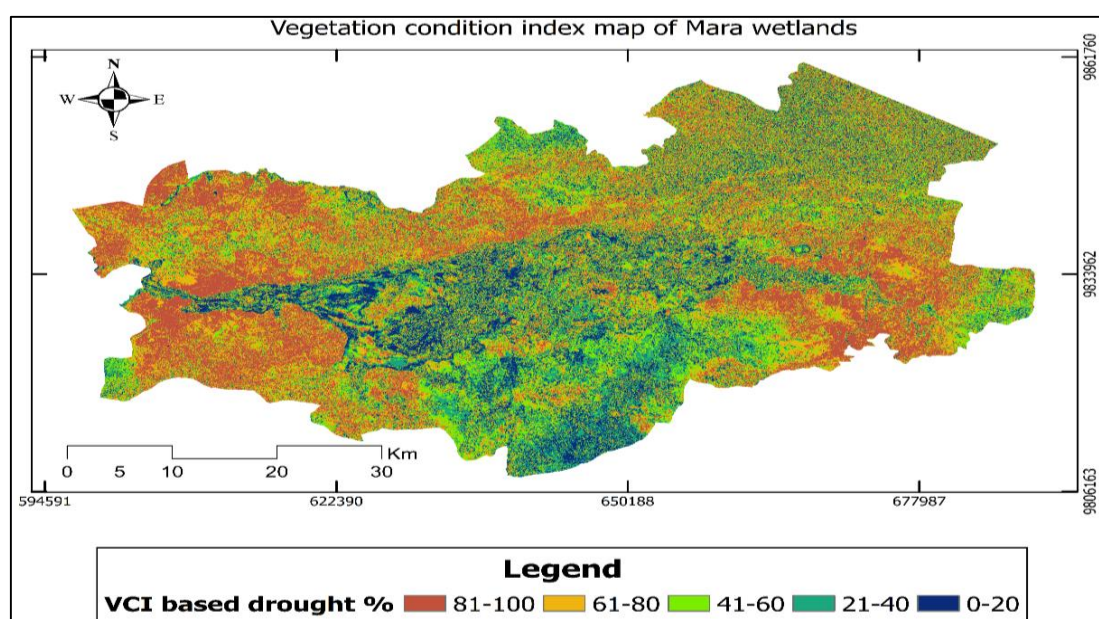 Vegetation condition index map of Mara wetlands
N
W E
S
9861760
9833962
9806163
Km
0 5 10 20 30
594591 622390 650188 677987
Legend
VCI based drought % 81-100 61-80 41-60 21-40 0-20